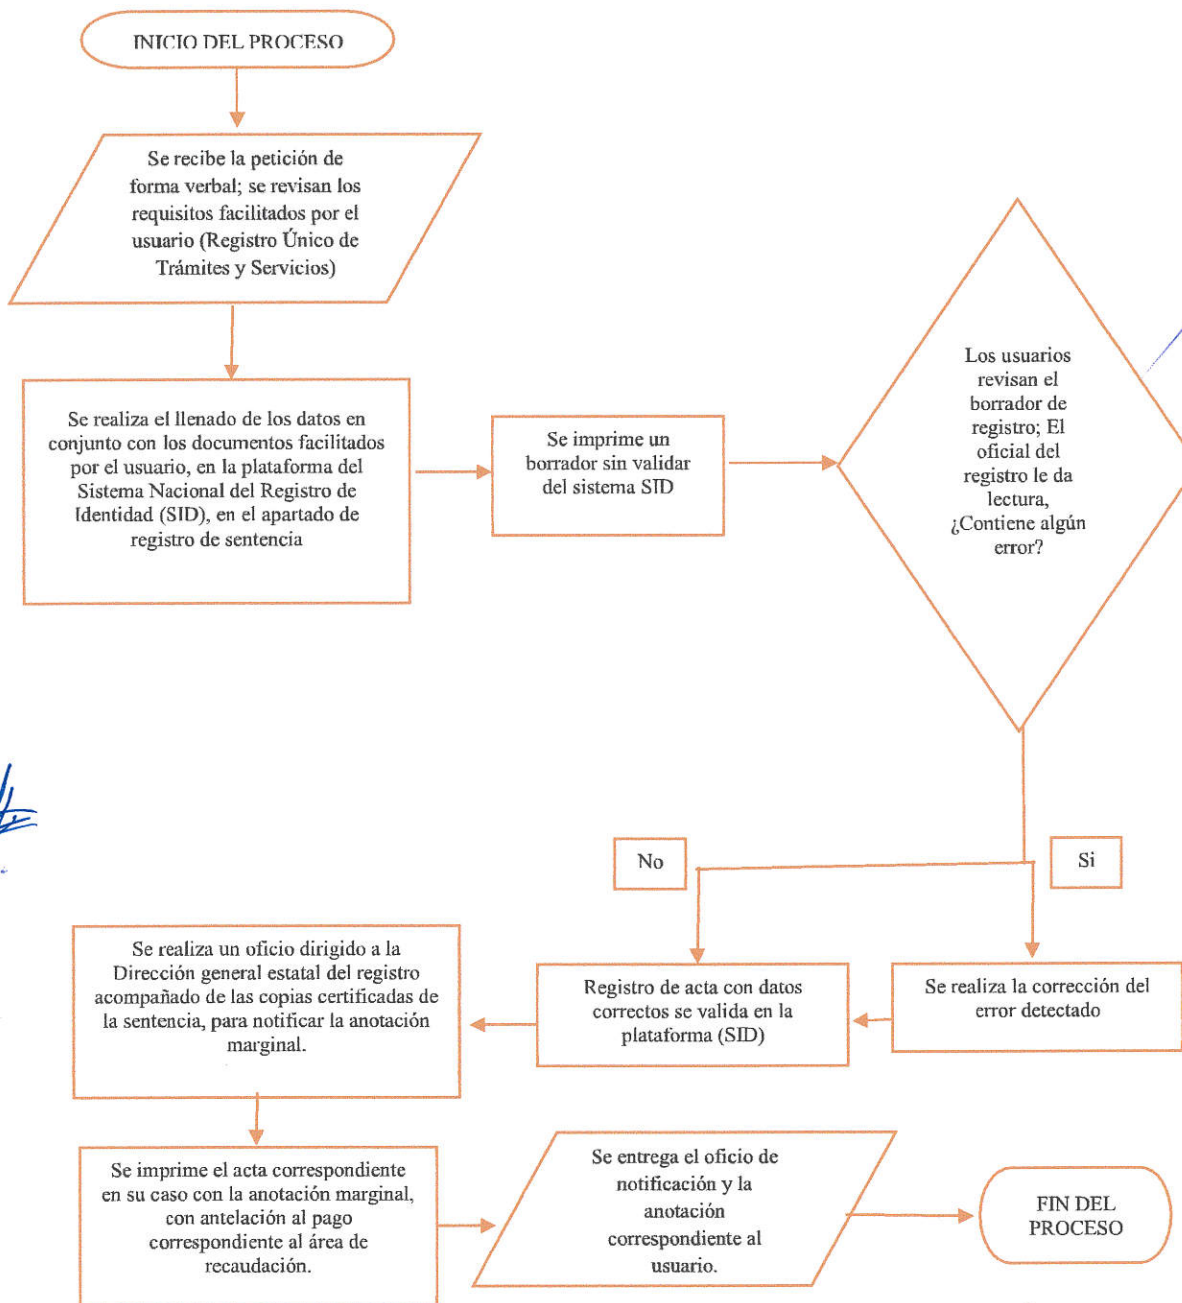 INICIO DEL PROCESO
Se recibe la petición de
forma verbal; se revisan los
requisitos facilitados por el
usuario (Registro Único de
Trámites y Servicios)
Se realiza el llenado de los datos en
conjunto con los documentos facilitados
por el usuario, en la plataforma del
Sistema Nacional del Registro de
Identidad (SID), en el apartado de
registro de sentencia
Se imprime un
borrador sin validar
del sistema SID
Los usuarios
revisan el
borrador de
registro; El
oficial del
registro le da
lectura,
¿Contiene algún
error?
No
Si
Se realiza la corrección del
error detectado
Registro de acta con datos
correctos se valida en la
plataforma (SID)
Se realiza un oficio dirigido a la
Dirección general estatal del registro
acompañado de las copias certificadas de
la sentencia, para notificar la anotación
marginal.
Se imprime el acta correspondiente
en su caso con la anotación marginal,
con antelación al pago
correspondiente al área de
recaudación.
Se entrega el oficio de
notificación y la
anotación
correspondiente al
usuario.
FIN DEL
PROCESO